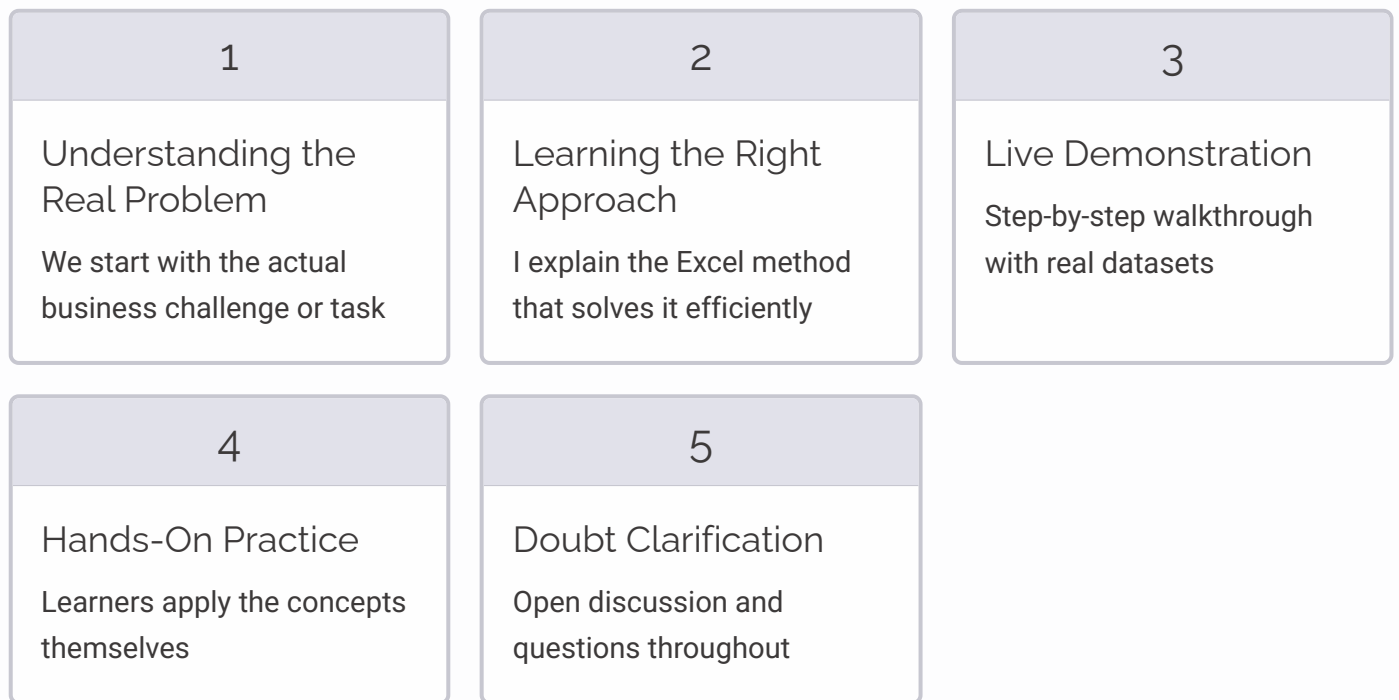 1
Understanding the
Real Problem
We start with the actual
business challenge or task
2
Learning the Right
Approach
I explain the Excel method
that solves it efficiently
3
Live Demonstration
Step-by-step walkthrough
with real datasets
4
Hands-On Practice
Learners apply the concepts
themselves
5
Doubt Clarification
Open discussion and
questions throughout